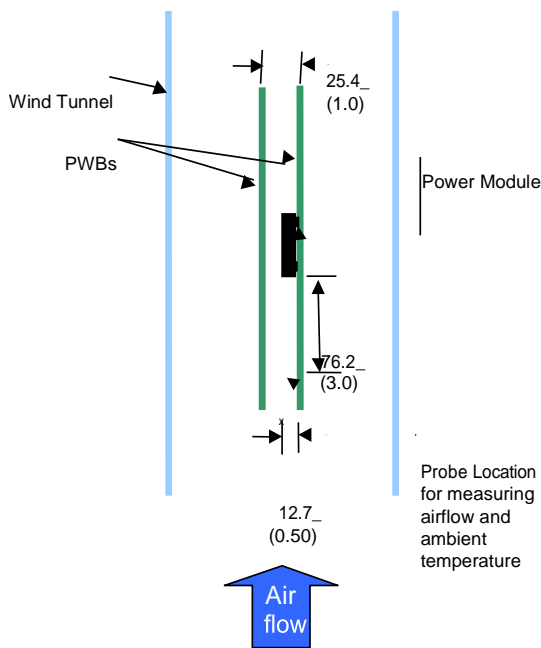 25.4_
(1.0)
Wind Tunnel
PWBs
Power Module
76.2_
(3.0)
x
Probe Location
for measuring
airflow and
ambient
temperature
12.7_
(0.50)
Air
flow